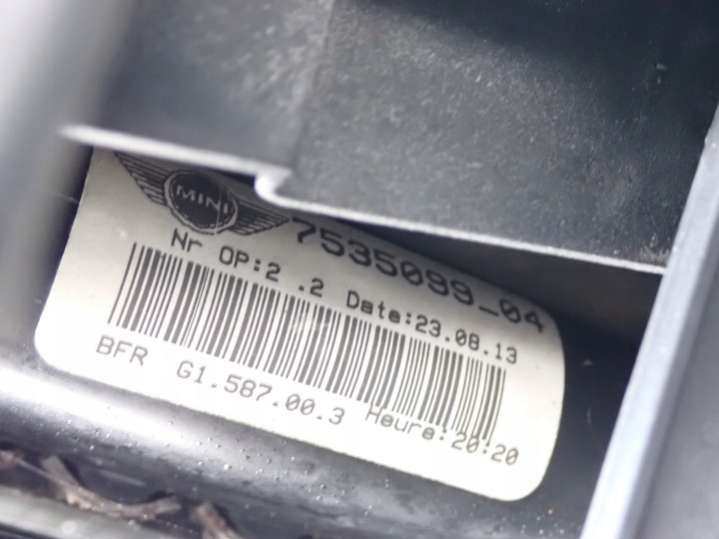 MINI
7535099_04
Nr OP:2 .2 Date:23.08.13
BFR G1.587.00.3 Heure:20:20